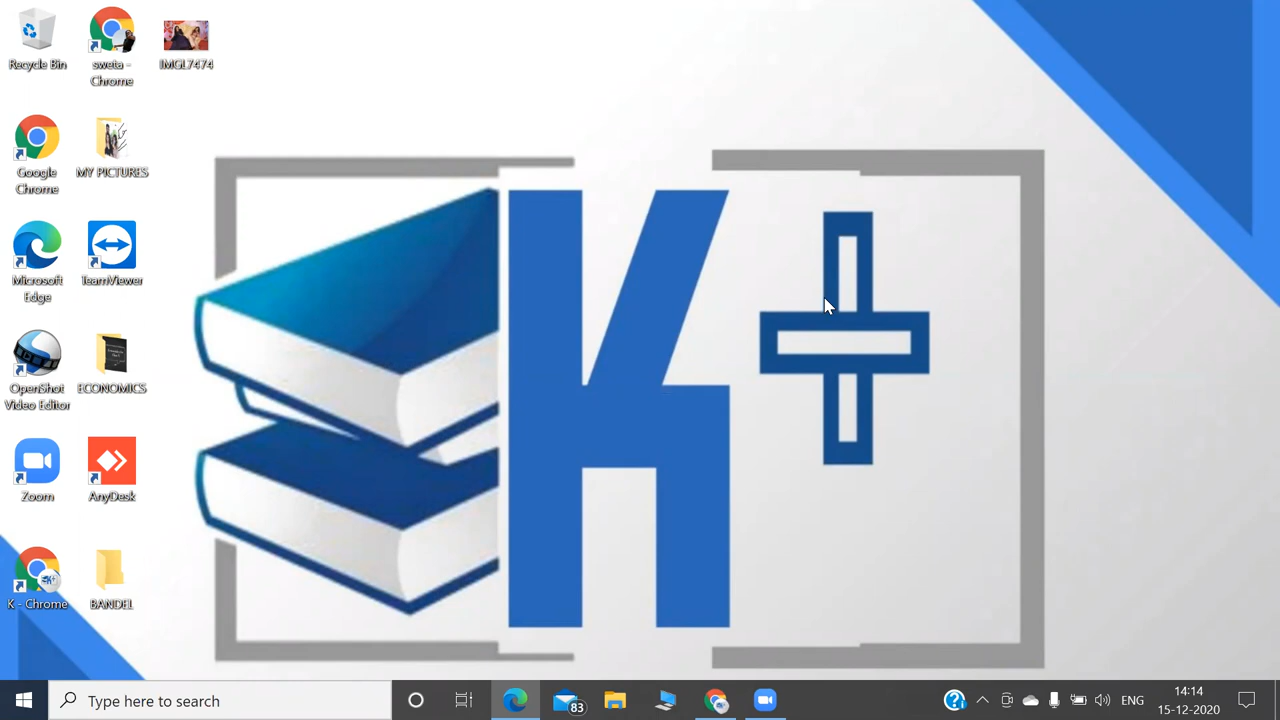 Recycle Bin
sweta -
Chrome
IMGL7474
Google
Chrome
MY PICTURES
Microsoft
Edge
TeamViewer
OpenShot
Video Editor
ECONOMICS
Zoom
AnyDesk
K - Chrome
BANDEL
K+
Type here to search
83
ENG
14:14
15-12-2020